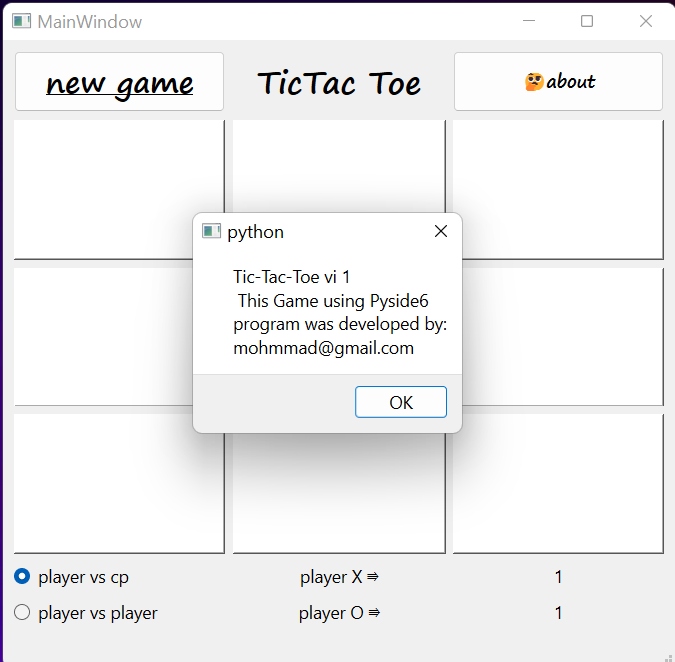 MainWindow
new game
TicTac Toe
🤔about
python
Tic-Tac-Toe vi 1
This Game using Pyside6
program was developed by:
mohmmad@gmail.com
OK
player vs cp
player X ⇛
1
player vs player
player O ⇛
1